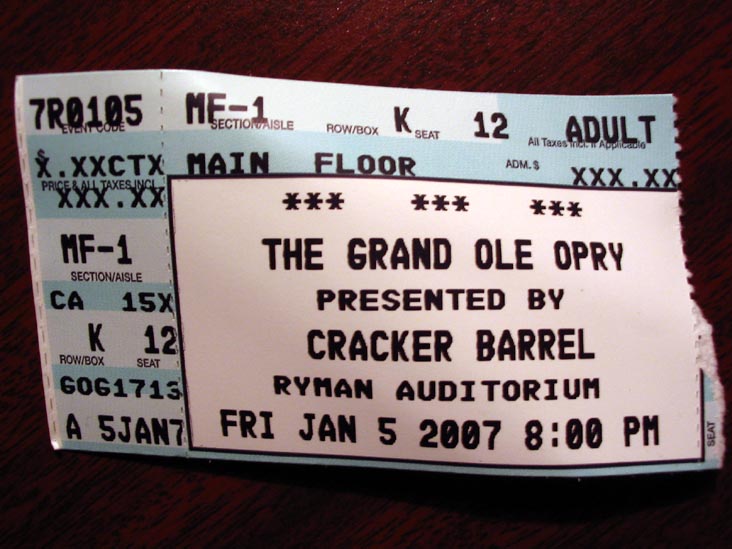 7R0105 MF-1 K 12 ADULT
EVENT CODE SECTION/AISLE ROW/BOX SEAT All Taxes Incl. If Applicable
$
X.XXCTX MAIN FLOOR ADM. $ XXX.XX
PRICE & ALL TAXES INCL.
XXX.XX *** *** ***
MF-1 THE GRAND OLE OPRY
SECTION/AISLE
CA 15X PRESENTED BY
K 12 CRACKER BARREL
ROW/BOX SEAT
GOG1713 RYMAN AUDITORIUM
A 5JAN7 FRI JAN 5 2007 8:00 PM
SEAT